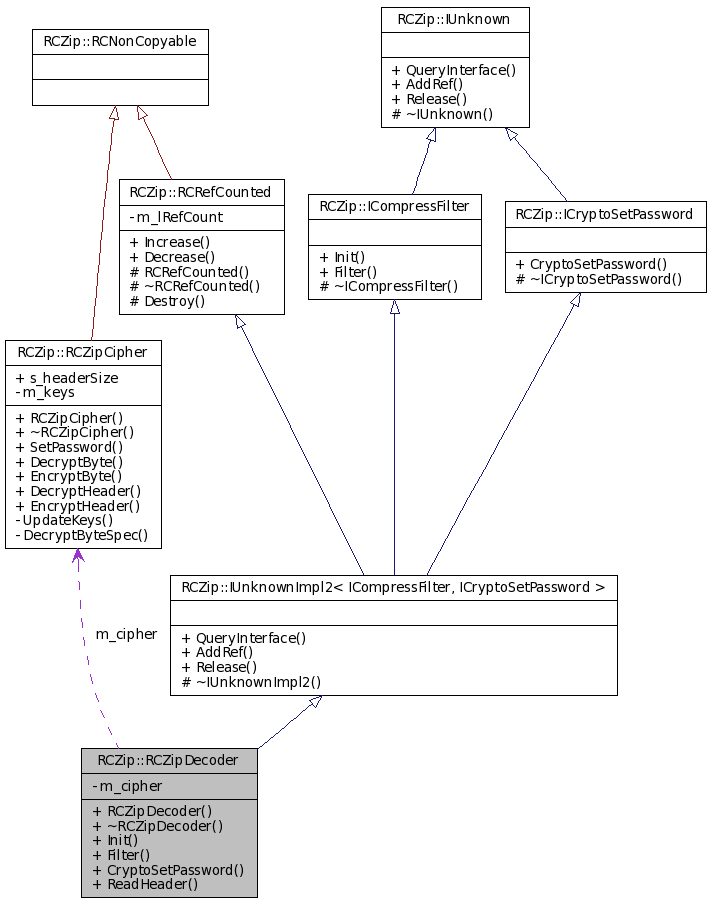 RCZip::RCNonCopyable
RCZip::IUnknown
+ QueryInterface()
+ AddRef()
+ Release()
# ~IUnknown()
RCZip::RCRefCounted
- m_lRefCount
+ Increase()
+ Decrease()
# RCRefCounted()
# ~RCRefCounted()
# Destroy()
RCZip::ICompressFilter
+ Init()
+ Filter()
# ~ICompressFilter()
RCZip::ICryptoSetPassword
+ CryptoSetPassword()
# ~ICryptoSetPassword()
RCZip::RCZipCipher
+ s_headerSize
- m_keys
+ RCZipCipher()
+ ~RCZipCipher()
+ SetPassword()
+ DecryptByte()
+ EncryptByte()
+ DecryptHeader()
+ EncryptHeader()
- UpdateKeys()
- DecryptByteSpec()
RCZip::IUnknownImpl2< ICompressFilter, ICryptoSetPassword >
+ QueryInterface()
+ AddRef()
+ Release()
# ~IUnknownImpl2()
m_cipher
RCZip::RCZipDecoder
- m_cipher
+ RCZipDecoder()
+ ~RCZipDecoder()
+ Init()
+ Filter()
+ CryptoSetPassword()
+ ReadHeader()